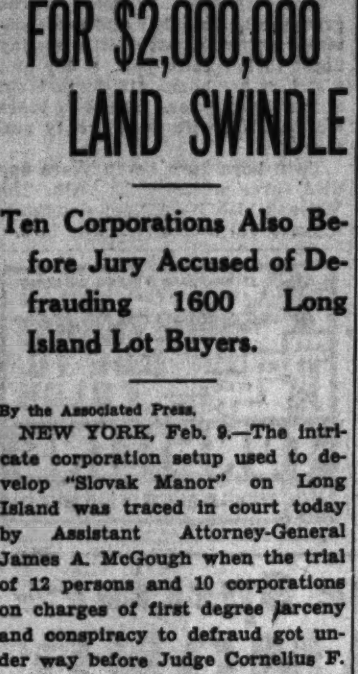 FOR $2,000,000
LAND SWINDLE
Ten Corporations Also Be-
fore Jury Accused of De-
frauding 1600 Long
Island Lot Buyers.
By the Associated Press.
NEW YORK, Feb. 9.—The intri-
cate corporation setup used to de-
velop "Slovak Manor" on Long
Island was traced in court today
by Assistant Attorney-General
James A. McGough when the trial
of 12 persons and 10 corporations
on charges of first degree larceny
and conspiracy to defraud got un-
der way before Judge Cornelius F.